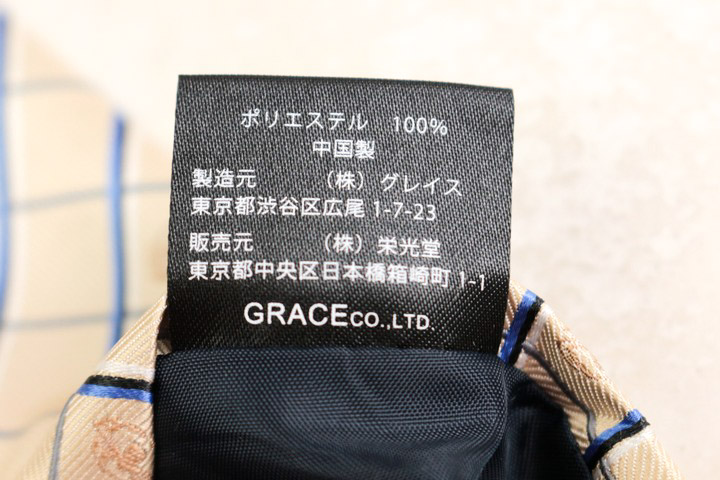 ポリエステル　100%
中国製
製造元　　　（株）グレイス
東京都渋谷区広尾 1-7-23
販売元　　　（株）栄光堂
東京都中央区日本橋箱崎町 1-1
GRACE CO.,LTD.